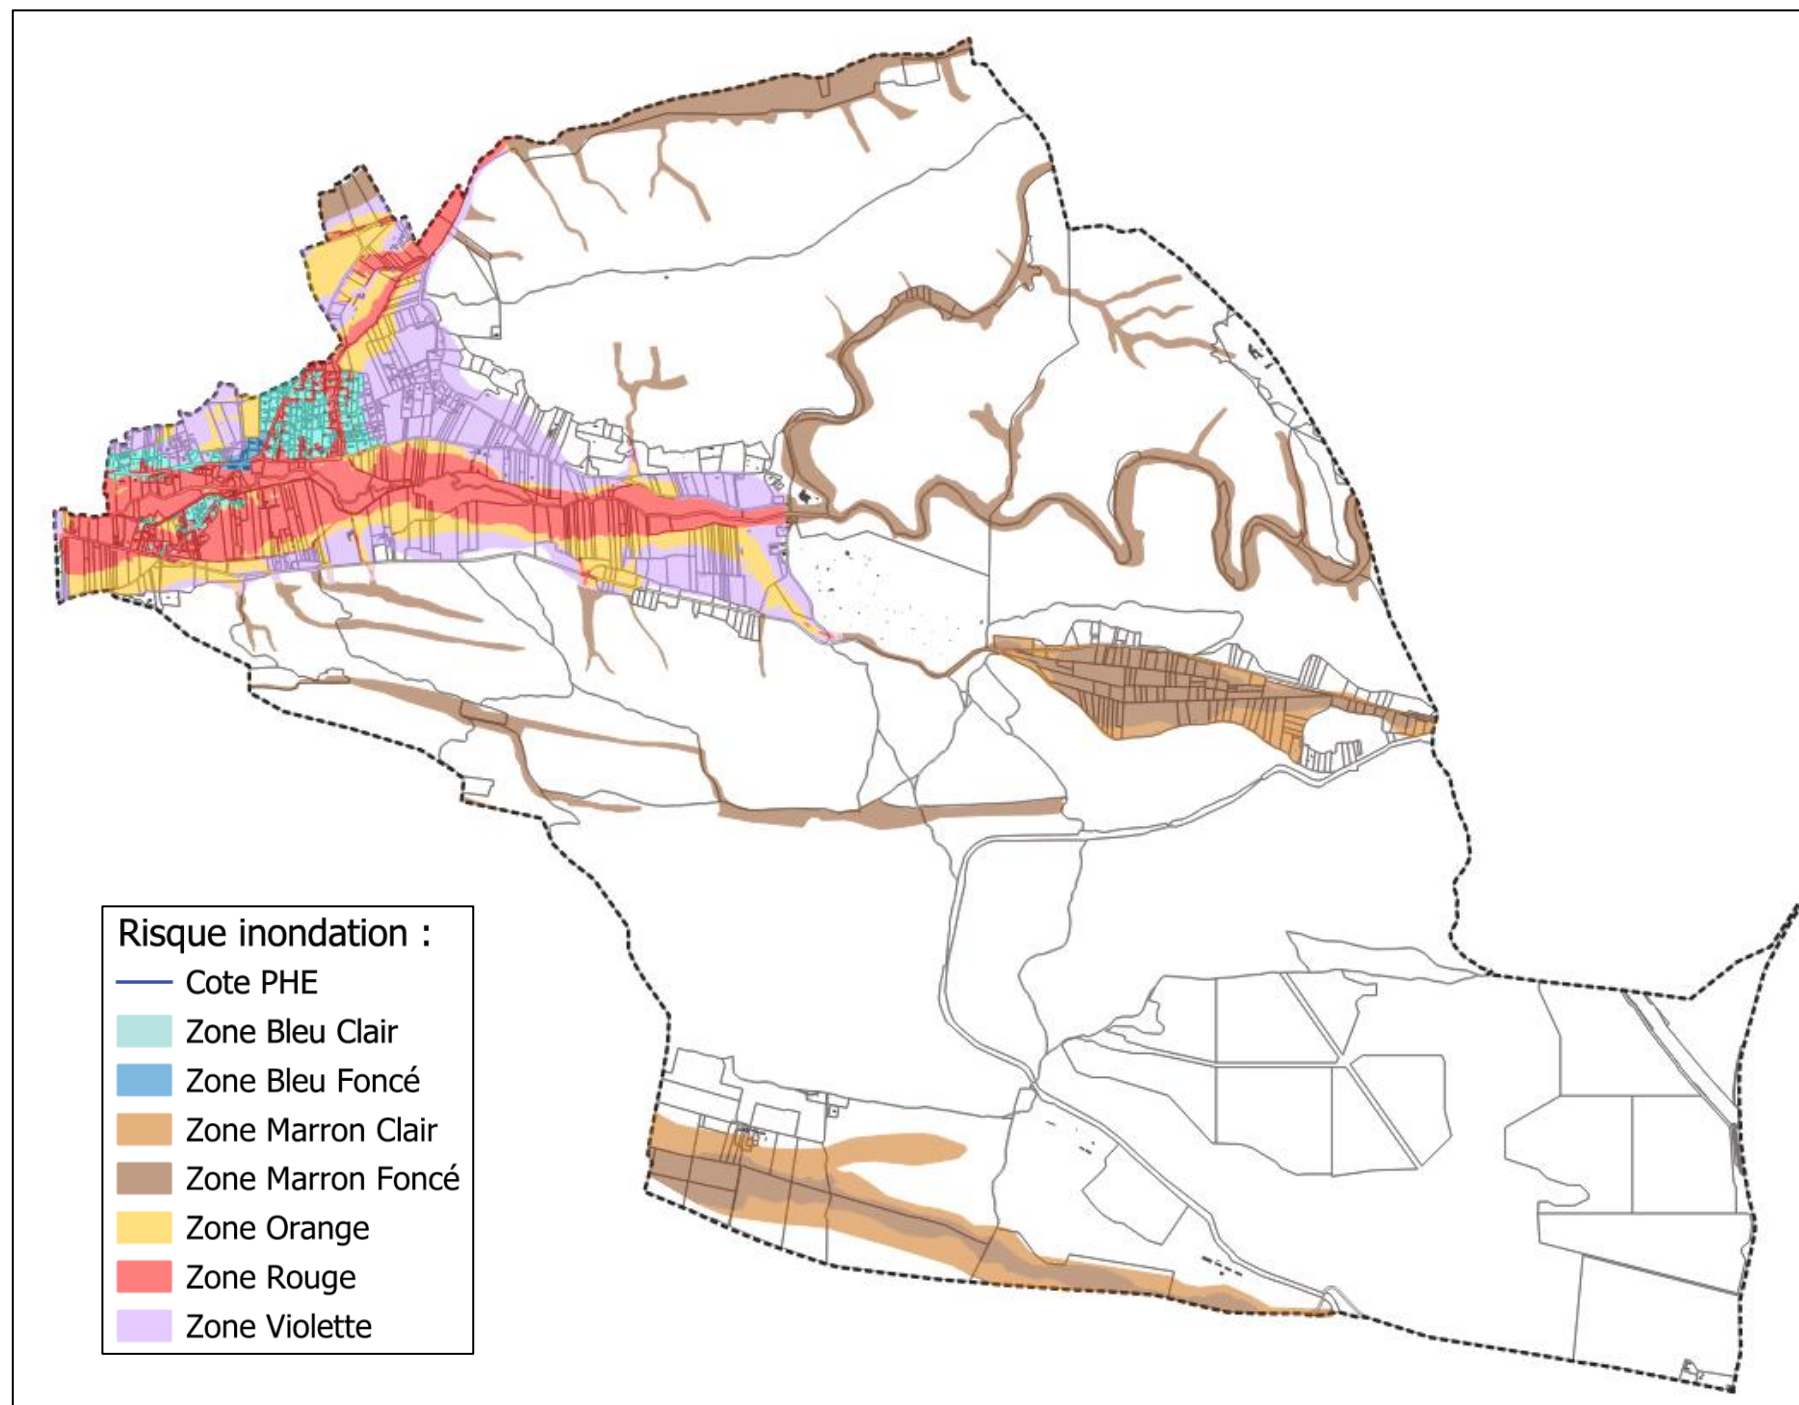 Risque inondation :
Cote PHE
Zone Bleu Clair
Zone Bleu Foncé
Zone Marron Clair
Zone Marron Foncé
Zone Orange
Zone Rouge
Zone Violette